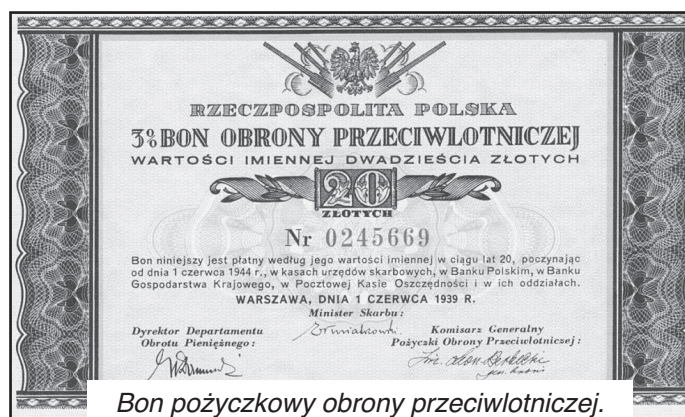 RZECZPOSPOLITA POLSKA
3% BON OBRONY PRZECIWLOTNICZEJ
WARTOŚCI IMIENNEJ DWADZIEŚCIA ZŁOTYCH
20
ZŁOTYCH
Nr 0245669
Bon niniejszy jest płatny według jego wartości imiennej w ciągu lat 20, poczynając
od dnia 1 czerwca 1944 r., w kasach urzędów skarbowych, w Banku Polskim, w Banku
Gospodarstwa Krajowego, w Pocztowej Kasie Oszczędności i w ich oddziałach.
WARSZAWA, DNIA 1 CZERWCA 1939 R.
Minister Skarbu:
Dyrektor Departamentu
Obrotu Pieniężnego:
Komisarz Generalny
Pożyczki Obrony Przeciwlotniczej:
Bon pożyczkowy obrony przeciwlotniczej.